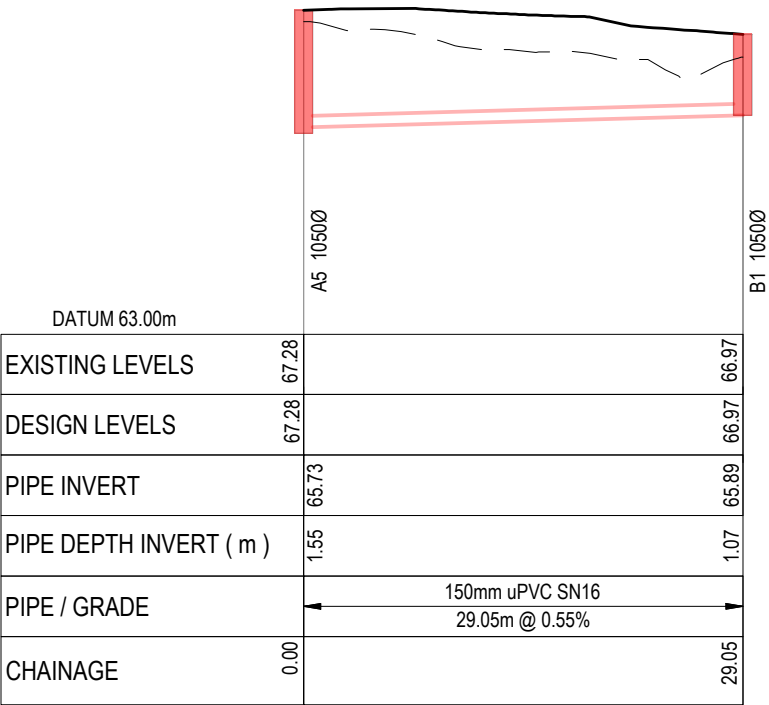 A5 1050Ø
B1 1050Ø
DATUM 63.00m
EXISTING LEVELS 67.28 66.97
DESIGN LEVELS 67.28 66.97
PIPE INVERT 65.73 65.89
PIPE DEPTH INVERT ( m ) 1.55 1.07
PIPE / GRADE
150mm uPVC SN16
29.05m @ 0.55%
CHAINAGE 0.00 29.05